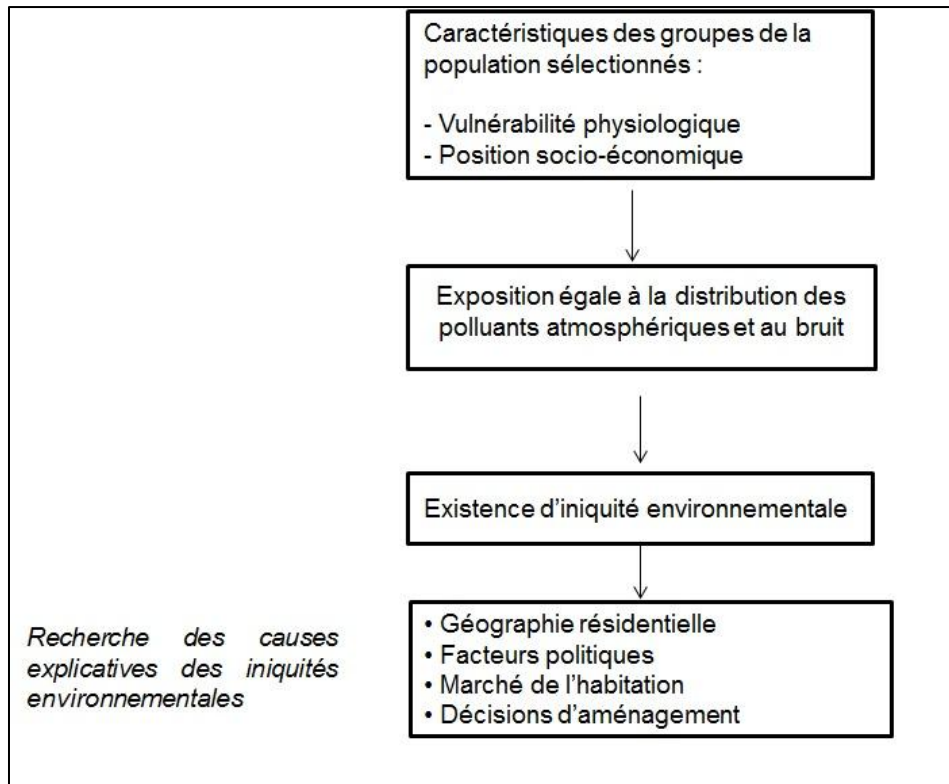 Caractéristiques des groupes de la
population sélectionnés :
- Vulnérabilité physiologique
- Position socio-économique
Exposition égale à la distribution des
polluants atmosphériques et au bruit
Existence d'iniquité environnementale
Recherche des causes
explicatives des iniquités
environnementales
• Géographie résidentielle
• Facteurs politiques
• Marché de l'habitation
• Décisions d'aménagement